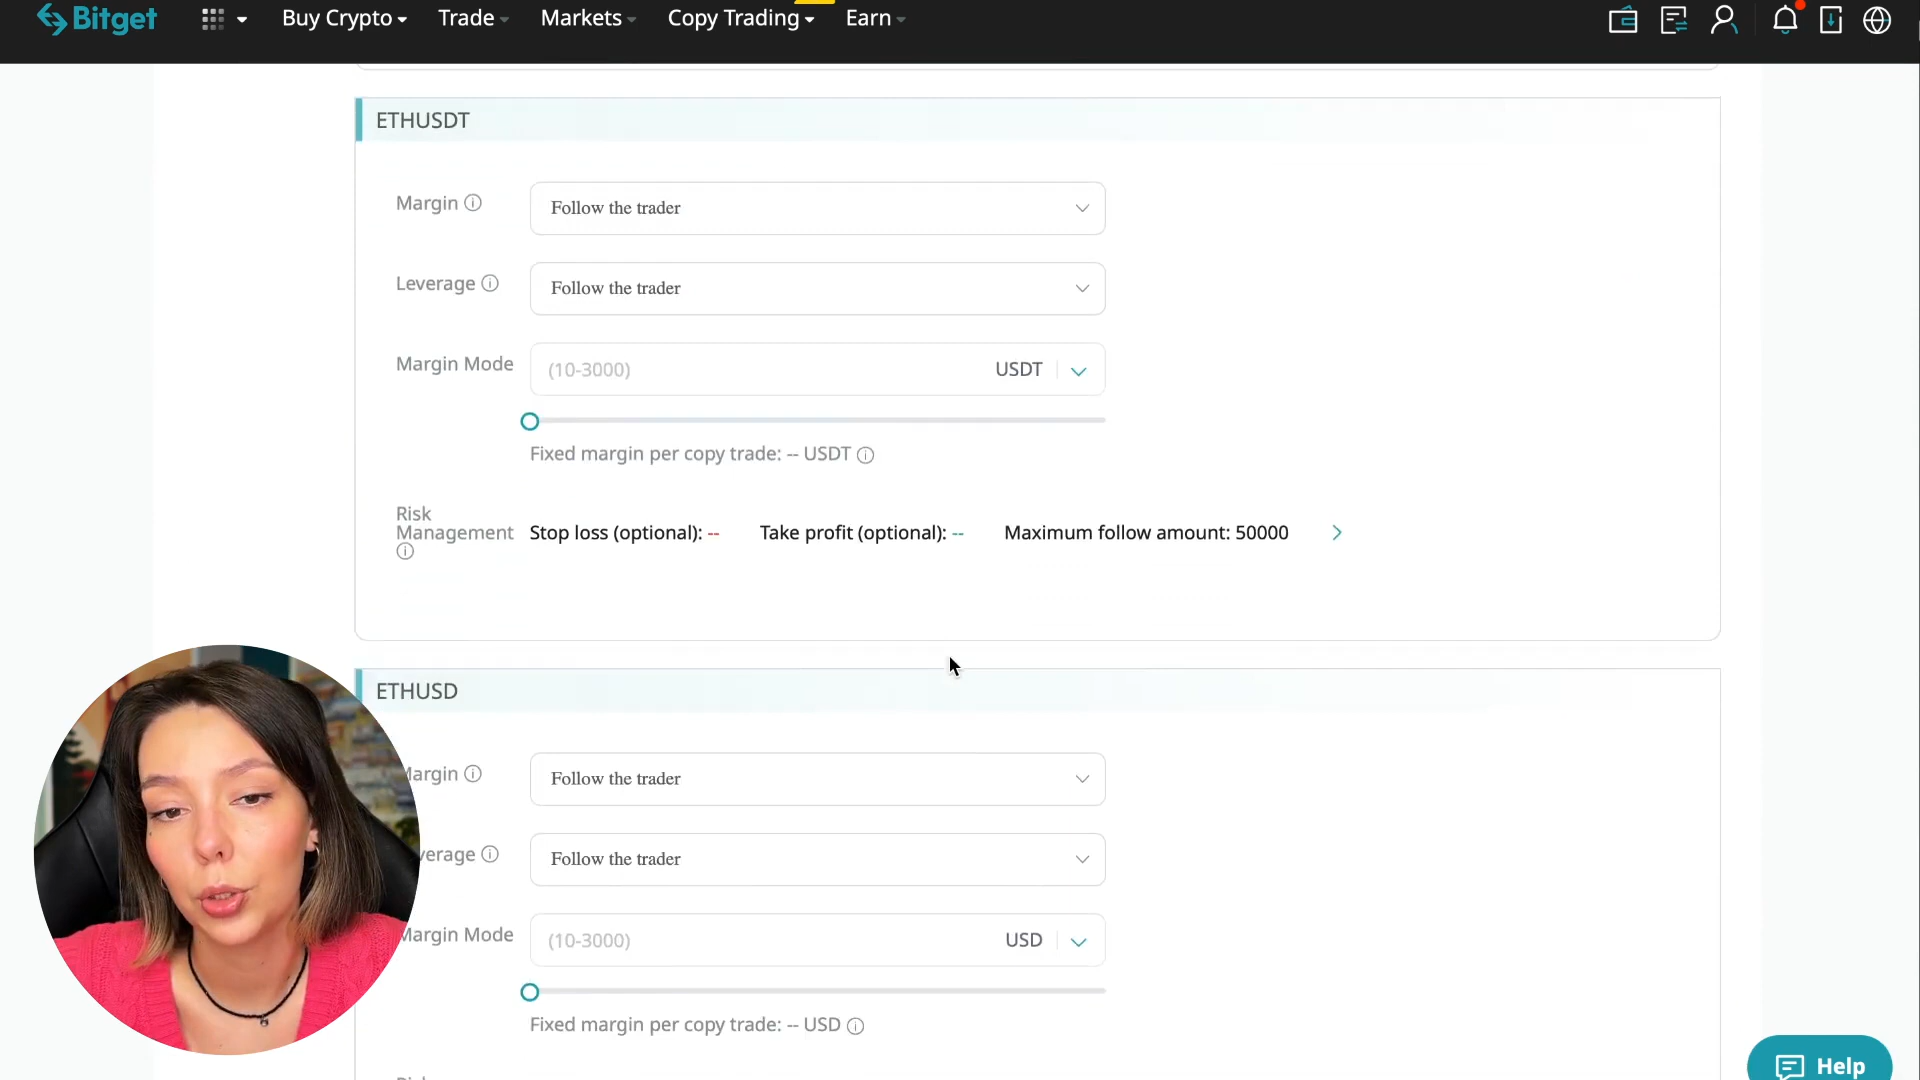 Bitget Buy Crypto Trade Markets Copy Trading Earn
ETHUSDT
Margin Follow the trader
Leverage Follow the trader
Margin Mode (10-3000) USDT
Fixed margin per copy trade: -- USDT
Risk Management Stop loss (optional): -- Take profit (optional): -- Maximum follow amount: 50000
ETHUSD
Margin Follow the trader
verage Follow the trader
Margin Mode (10-3000) USD
Fixed margin per copy trade: -- USD
Help